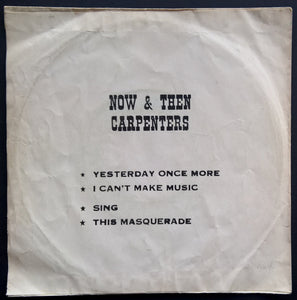 NOW & THEN
CARPENTERS
★ YESTERDAY ONCE MORE
★ I CAN'T MAKE MUSIC
★ SING
★ THIS MASQUERADE